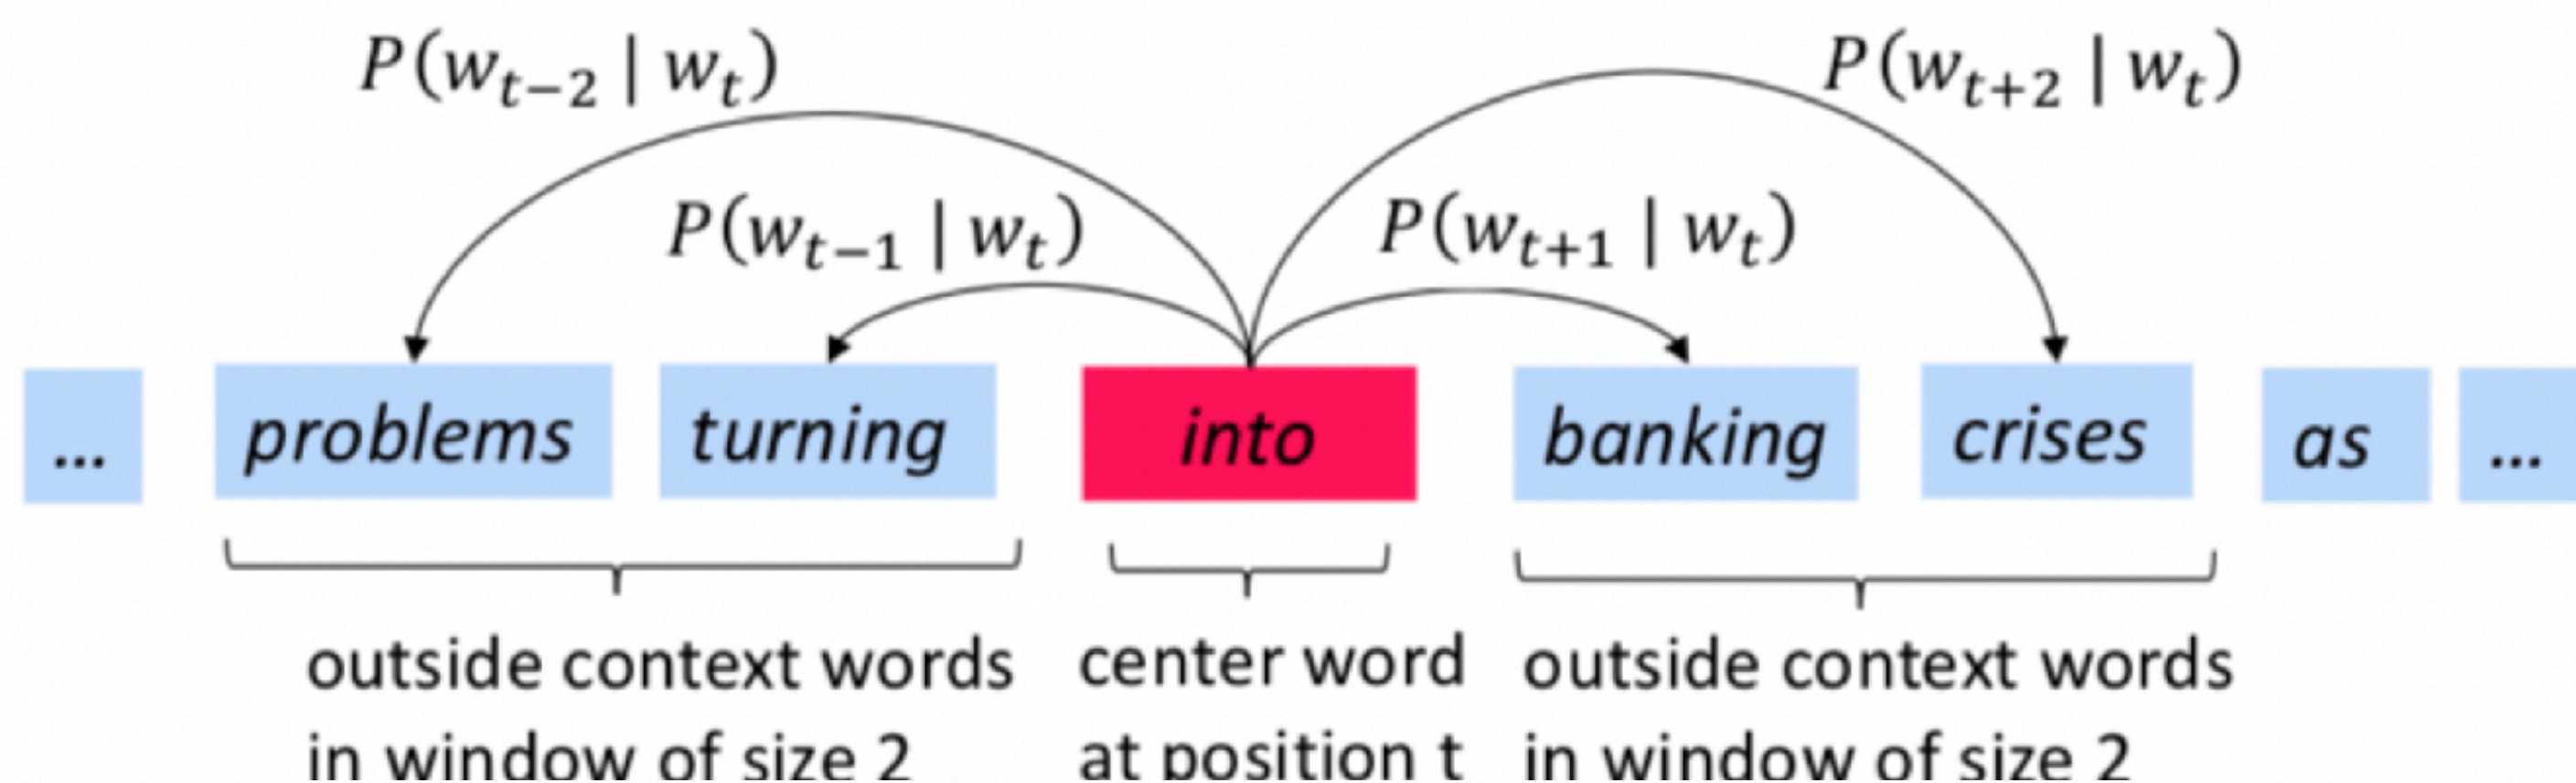 P(w_{t-2} | w_t)
P(w_{t+2} | w_t)
P(w_{t-1} | w_t)
P(w_{t+1} | w_t)
... problems turning into banking crises as ...
outside context words
in window of size 2
center word
at position t
outside context words
in window of size 2